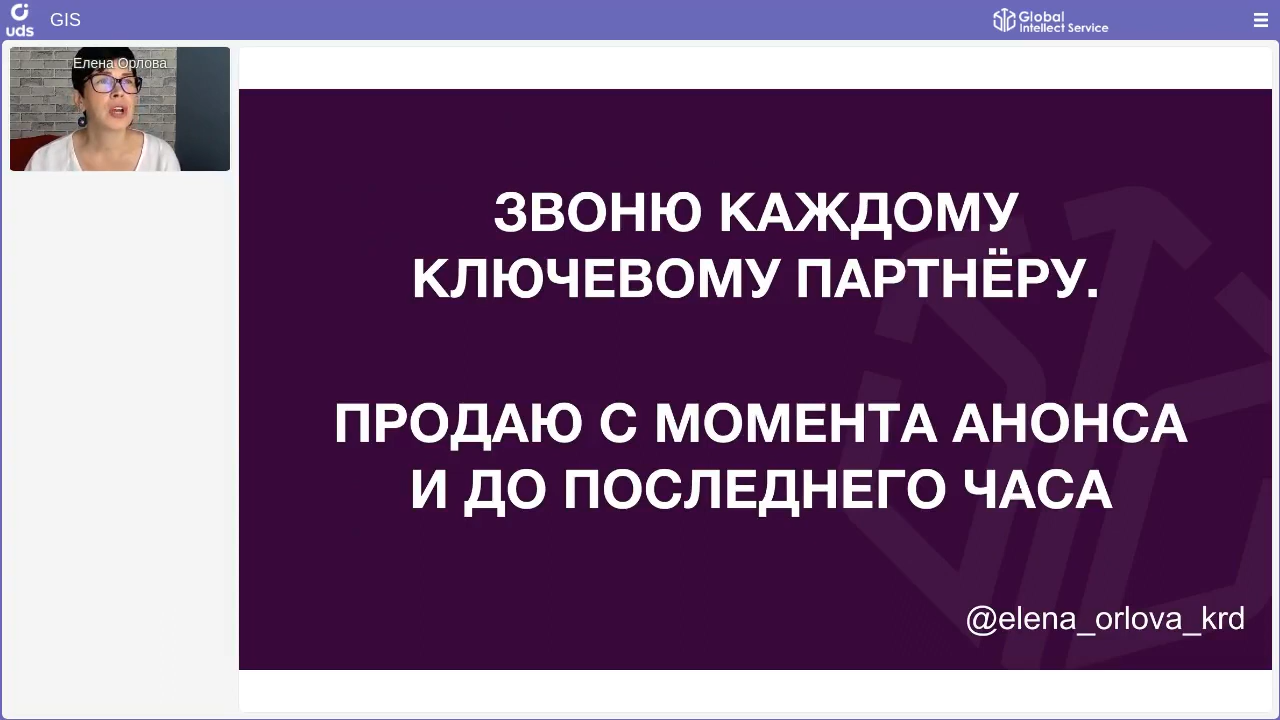 uds
GIS
Global
Intellect Service
Елена Орлова
ЗВОНЮ КАЖДОМУ
КЛЮЧЕВОМУ ПАРТНЁРУ.
ПРОДАЮ С МОМЕНТА АНОНСА
И ДО ПОСЛЕДНЕГО ЧАСА
@elena_orlova_krd